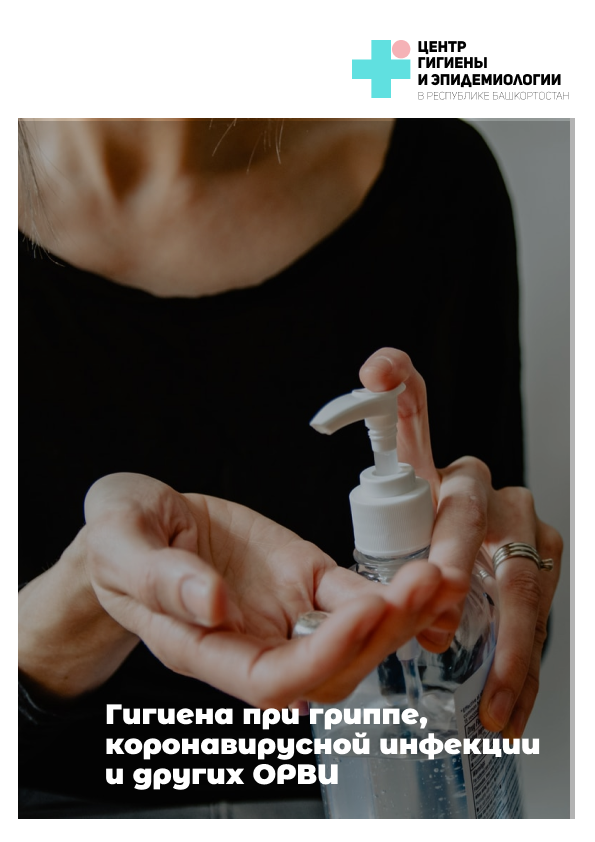 ЦЕНТР
ГИГИЕНЫ
И ЭПИДЕМИОЛОГИИ
В РЕСПУБЛИКЕ БАШКОРТОСТАН
Гигиена при гриппе,
коронавирусной инфекции
и других ОРВИ